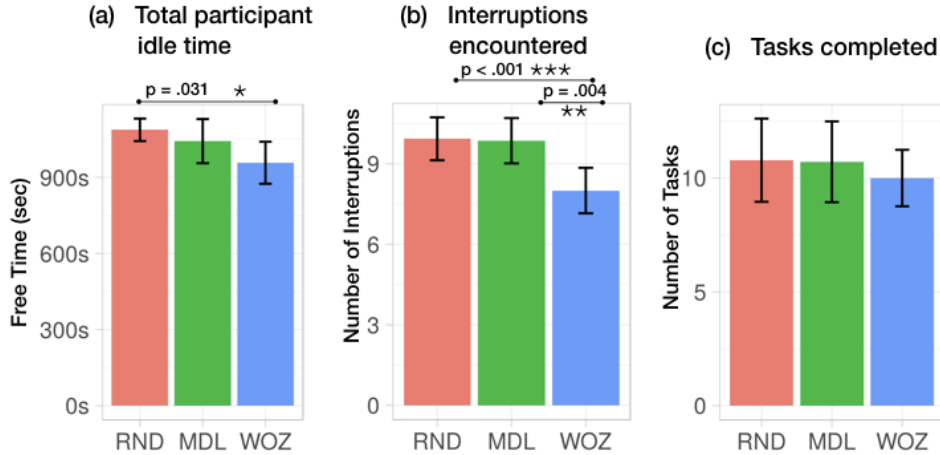 (a) Total participant
idle time
p = .031 *
Free Time (sec)
900s
600s
300s
0s
RND MDL WOZ
(b) Interruptions
encountered
p < .001 ***
p = .004
**
Number of Interruptions
9
6
3
0
RND MDL WOZ
(c) Tasks completed
Number of Tasks
10
5
0
RND MDL WOZ